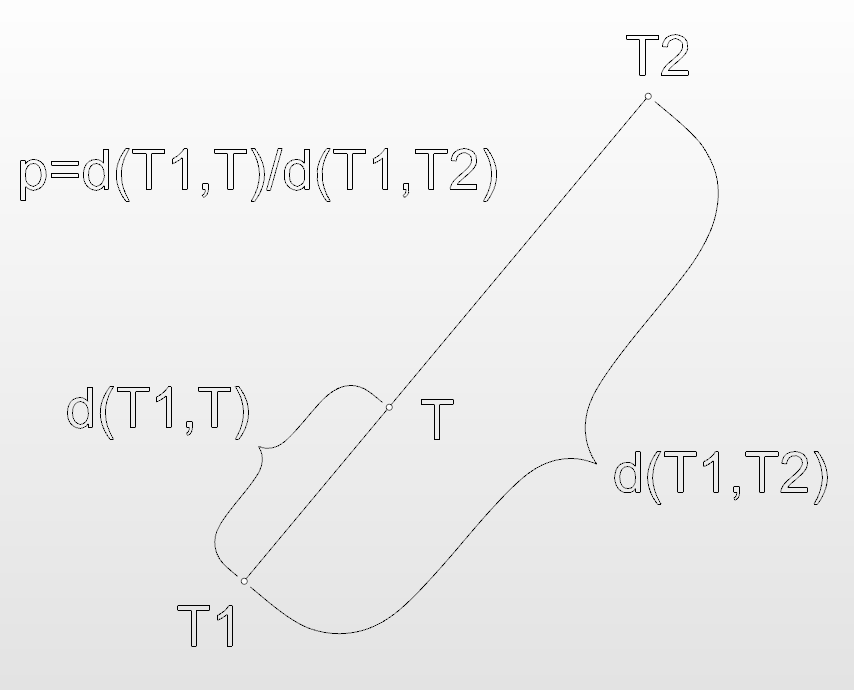 T2
p=d(T1,T)/d(T1,T2)
d(T1,T)
T
d(T1,T2)
T1